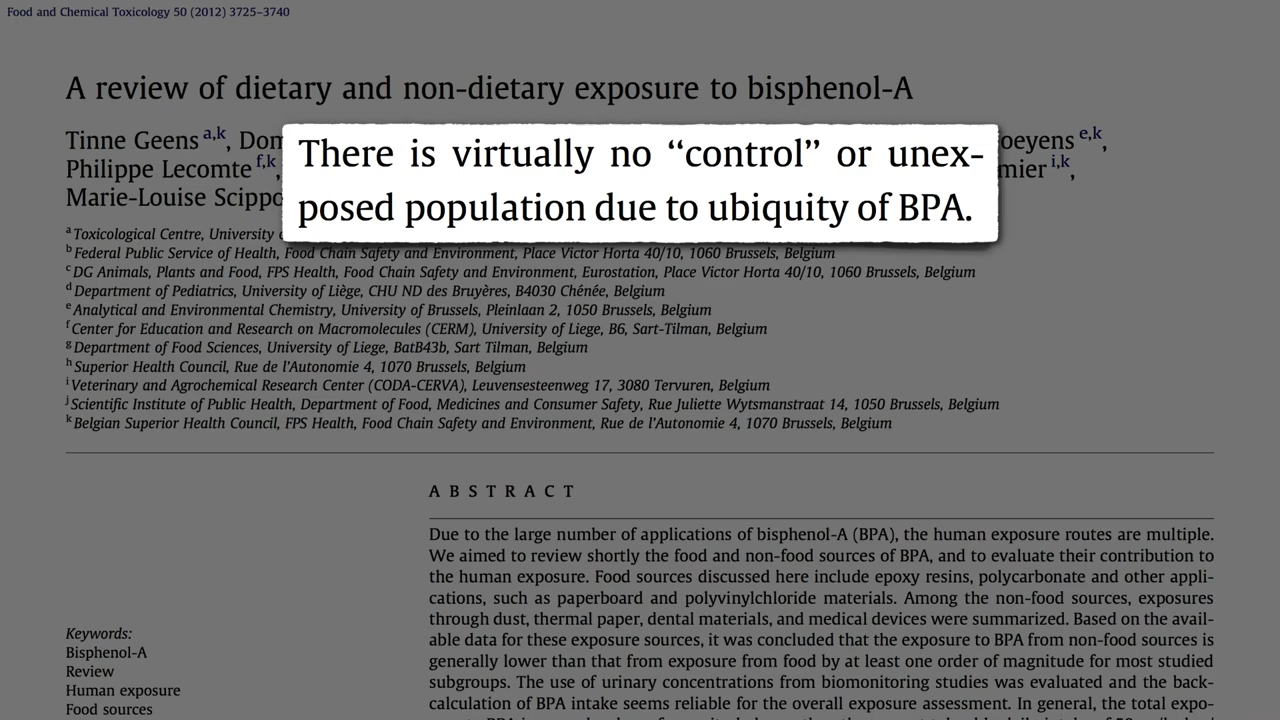 Food and Chemical Toxicology 50 (2012) 3725–3740
A review of dietary and non-dietary exposure to bisphenol-A
Tinne Geens a,k, oeyens e,k,
Philippe Lecomte f,k, i,k,
Marie-Louise
There is virtually no “control” or unex-
posed population due to ubiquity of BPA.
a Toxicological Centre, University
b Federal Public Service of Health, Food Chain Safety and Environment, Place Victor Horta 40/10, 1060 Brussels, Belgium
c DG Animals, Plants and Food, FPS Health, Food Chain Safety and Environment, Eurostation, Place Victor Horta 40/10, 1060 Brussels, Belgium
d Department of Pediatrics, University of Liège, CHU ND des Bruyères, B4030 Chénée, Belgium
e Analytical and Environmental Chemistry, University of Brussels, Pleinlaan 2, 1050 Brussels, Belgium
f Center for Education and Research on Macromolecules (CERM), University of Liege, B6, Sart-Tilman, Belgium
g Department of Food Sciences, University of Liege, BatB43b, Sart Tilman, Belgium
h Superior Health Council, Rue de l’Autonomie 4, 1070 Brussels, Belgium
i Veterinary and Agrochemical Research Center (CODA-CERVA), Leuvensesteenweg 17, 3080 Tervuren, Belgium
j Scientific Institute of Public Health, Department of Food, Medicines and Consumer Safety, Rue Juliette Wytsmanstraat 14, 1050 Brussels, Belgium
k Belgian Superior Health Council, FPS Health, Food Chain Safety and Environment, Rue de l’Autonomie 4, 1070 Brussels, Belgium
ABSTRACT
Due to the large number of applications of bisphenol-A (BPA), the human exposure routes are multiple.
We aimed to review shortly the food and non-food sources of BPA, and to evaluate their contribution to
the human exposure. Food sources discussed here include epoxy resins, polycarbonate and other appli-
cations, such as paperboard and polyvinylchloride materials. Among the non-food sources, exposures
through dust, thermal paper, dental materials, and medical devices were summarized. Based on the avail-
able data for these exposure sources, it was concluded that the exposure to BPA from non-food sources is
generally lower than that from exposure from food by at least one order of magnitude for most studied
subgroups. The use of urinary concentrations from biomonitoring studies was evaluated and the back-
calculation of BPA intake seems reliable for the overall exposure assessment. In general, the total expo-
Keywords:
Bisphenol-A
Review
Human exposure
Food sources